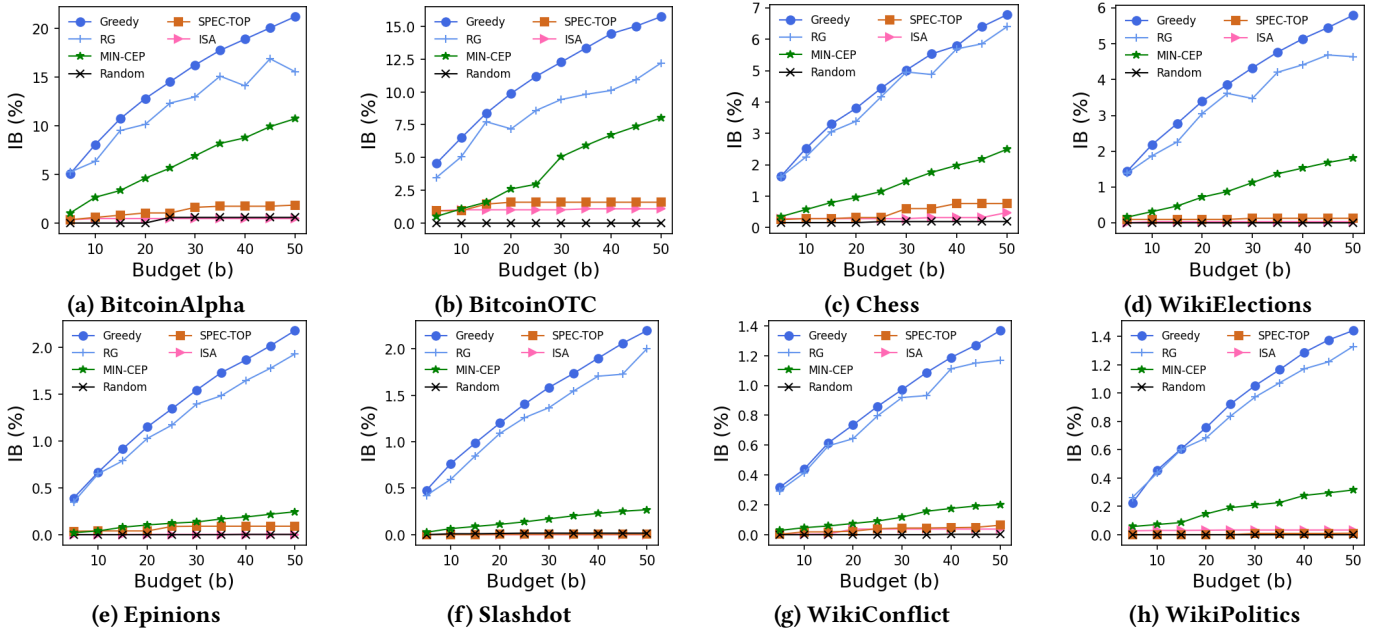 Greedy
RG
MIN-CEP
Random
SPEC-TOP
ISA
IB (%)
20
15
10
5
0
10 20 30 40 50
Budget (b)
(a) BitcoinAlpha
Greedy
RG
MIN-CEP
Random
SPEC-TOP
ISA
IB (%)
15.0
12.5
10.0
7.5
5.0
2.5
0.0
10 20 30 40 50
Budget (b)
(b) BitcoinOTC
Greedy
RG
MIN-CEP
Random
SPEC-TOP
ISA
IB (%)
7
6
5
4
3
2
1
0
10 20 30 40 50
Budget (b)
(c) Chess
Greedy
RG
MIN-CEP
Random
SPEC-TOP
ISA
IB (%)
6
5
4
3
2
1
0
10 20 30 40 50
Budget (b)
(d) WikiElections
Greedy
RG
MIN-CEP
Random
SPEC-TOP
ISA
IB (%)
2.0
1.5
1.0
0.5
0.0
10 20 30 40 50
Budget (b)
(e) Epinions
Greedy
RG
MIN-CEP
Random
SPEC-TOP
ISA
IB (%)
2.0
1.5
1.0
0.5
0.0
10 20 30 40 50
Budget (b)
(f) Slashdot
Greedy
RG
MIN-CEP
Random
SPEC-TOP
ISA
IB (%)
1.4
1.2
1.0
0.8
0.6
0.4
0.2
0.0
10 20 30 40 50
Budget (b)
(g) WikiConflict
Greedy
RG
MIN-CEP
Random
SPEC-TOP
ISA
IB (%)
1.4
1.2
1.0
0.8
0.6
0.4
0.2
0.0
10 20 30 40 50
Budget (b)
(h) WikiPolitics